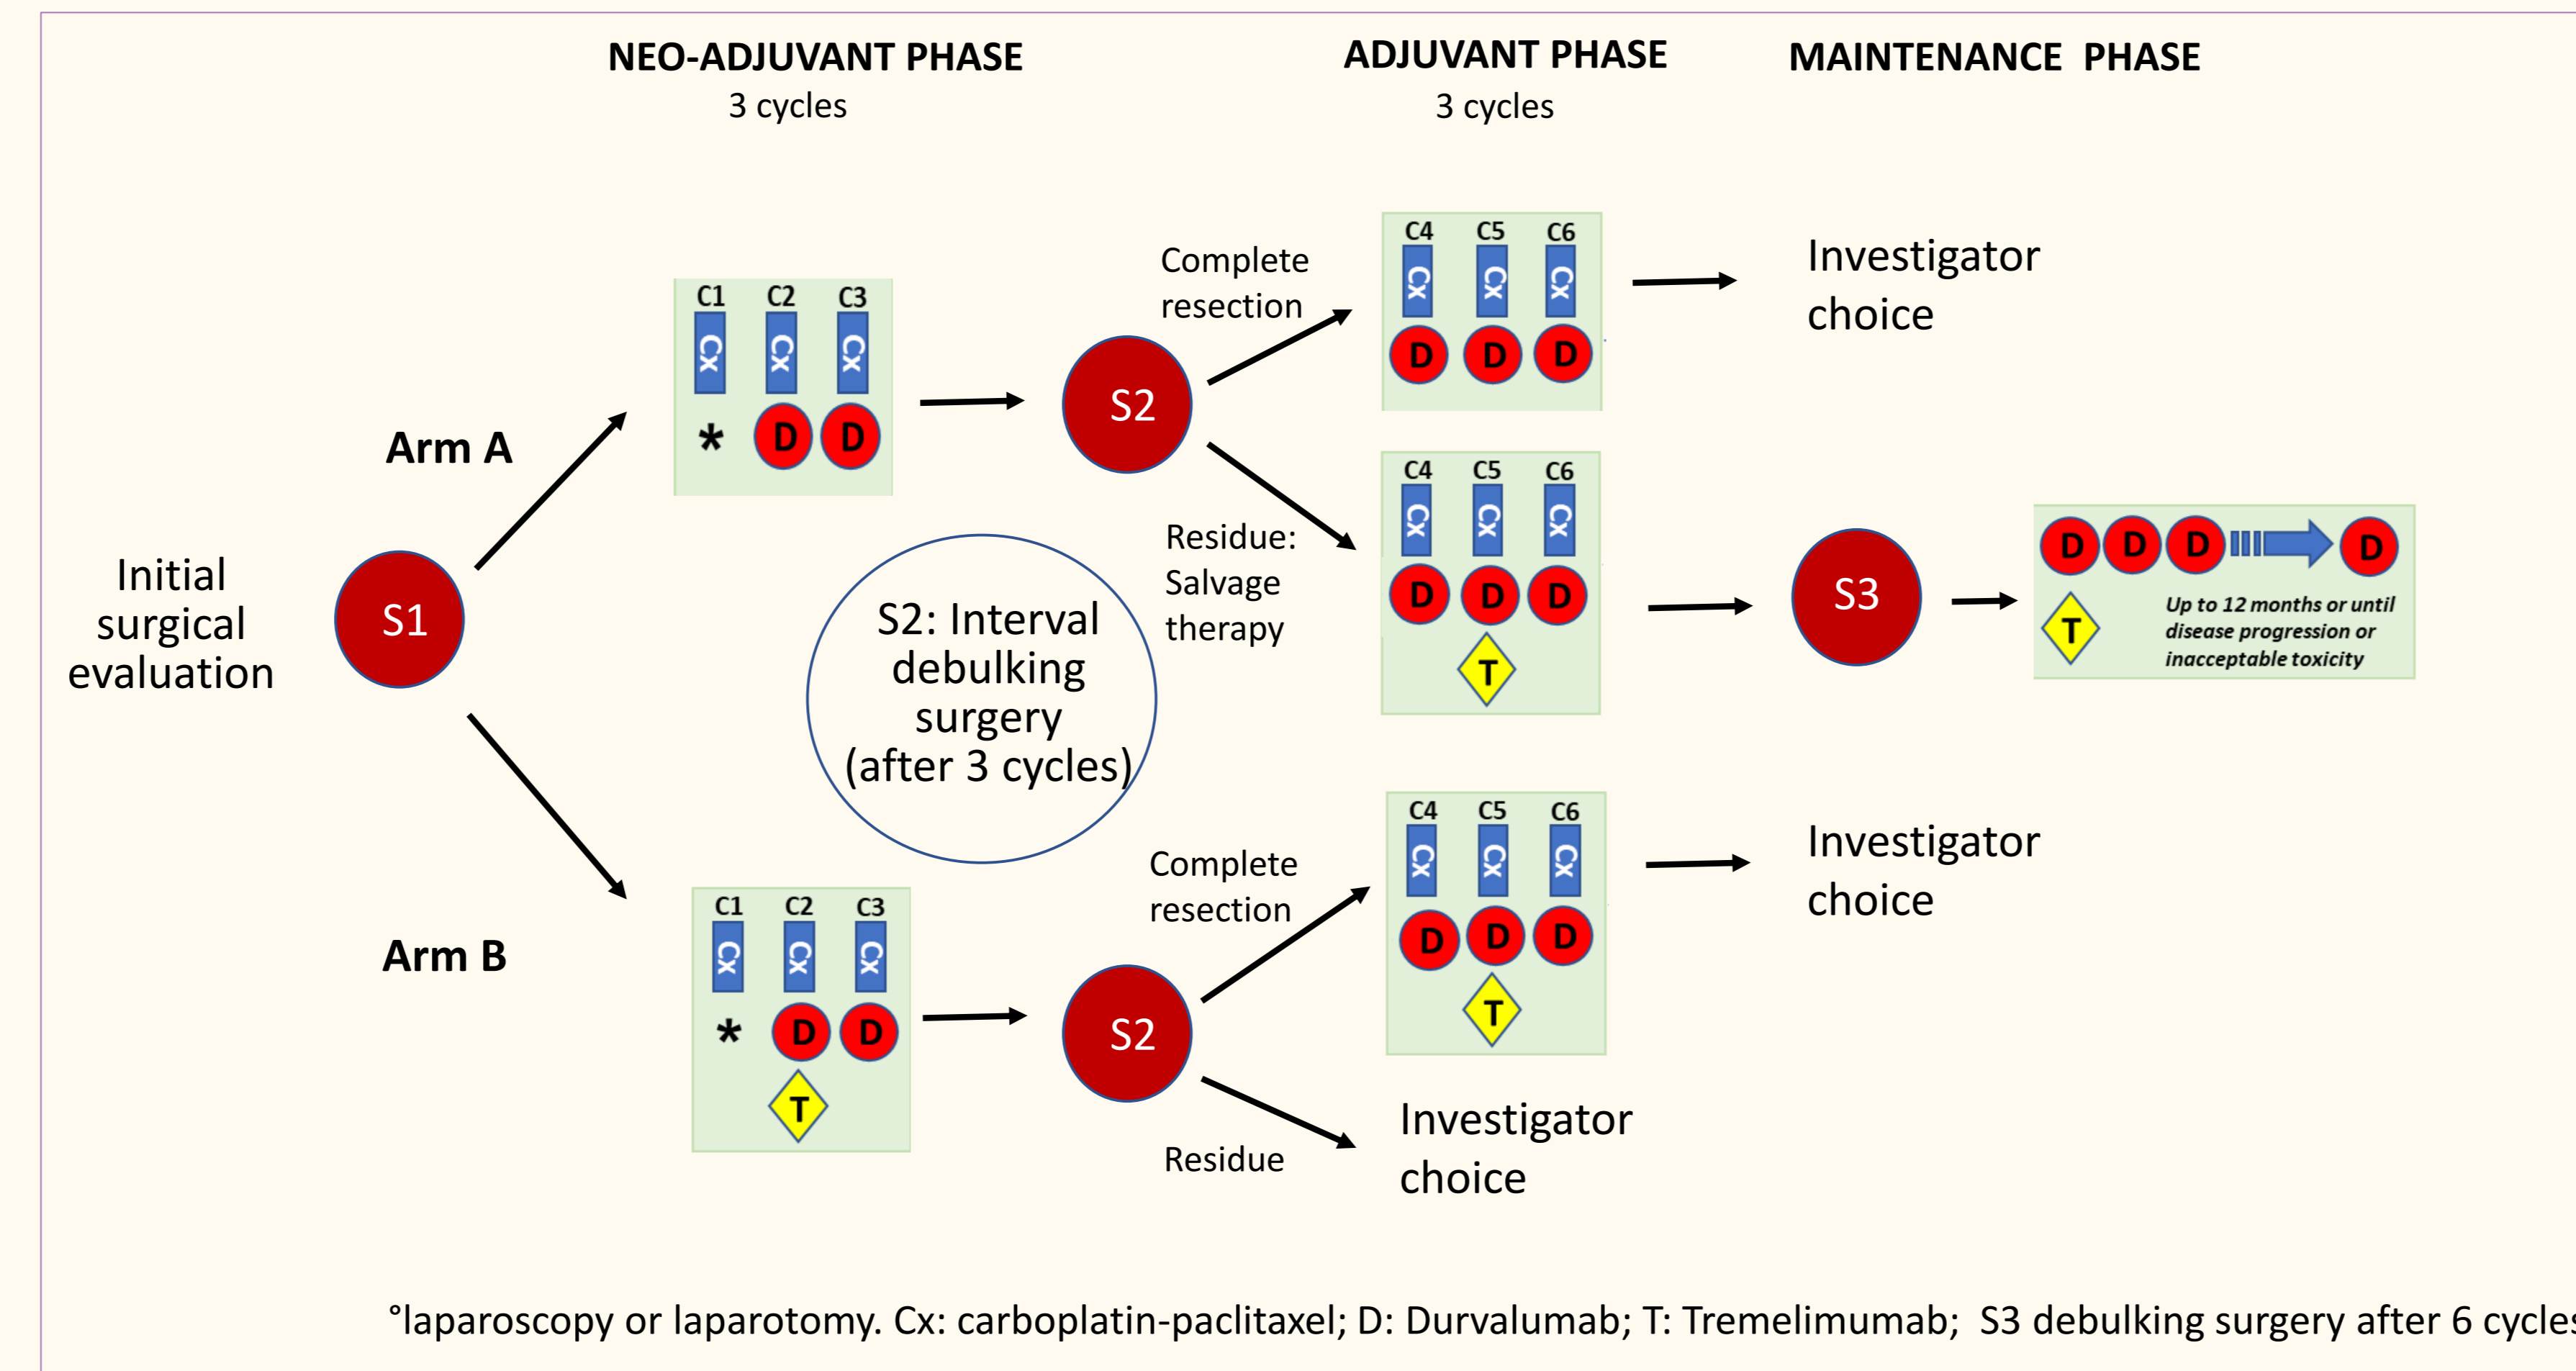 NEO-ADJUVANT PHASE
3 cycles
ADJUVANT PHASE
3 cycles
MAINTENANCE PHASE
Initial
surgical
evaluation
S1
Arm A
C1 C2 C3
Cx Cx Cx
* D D
S2
Complete
resection
C4 C5 C6
Cx Cx Cx
D D D
Investigator
choice
Residue:
Salvage
therapy
C4 C5 C6
Cx Cx Cx
D D D
T
S3
D D D D
T
Up to 12 months or until
disease progression or
inacceptable toxicity
S2: Interval
debulking
surgery
(after 3 cycles)
Arm B
C1 C2 C3
Cx Cx Cx
* D D
T
S2
Complete
resection
C4 C5 C6
Cx Cx Cx
D D D
T
Investigator
choice
Residue
Investigator
choice
°laparoscopy or laparotomy. Cx: carboplatin-paclitaxel; D: Durvalumab; T: Tremelimumab; S3 debulking surgery after 6 cycles